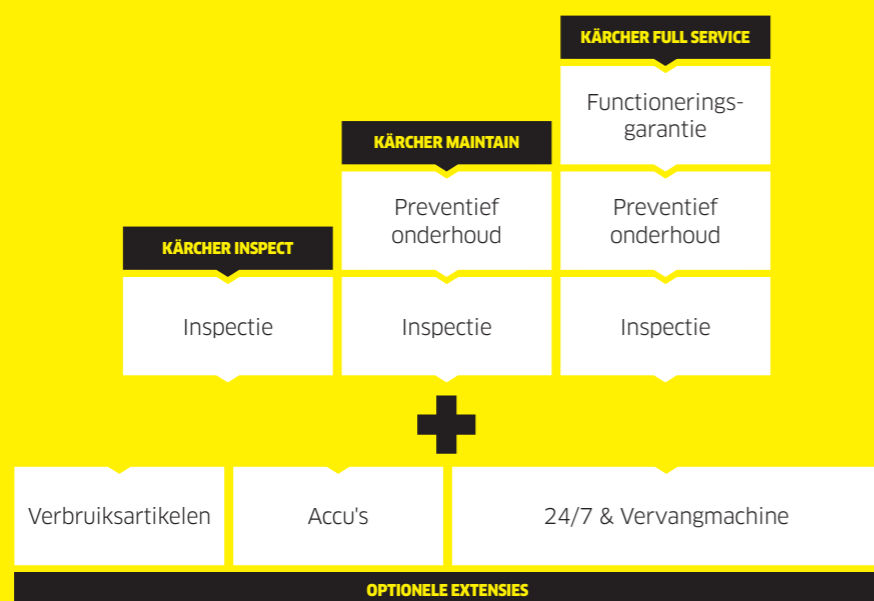 KÄRCHER FULL SERVICE
Functionerings-
garantie
KÄRCHER MAINTAIN
Preventief
onderhoud
Preventief
onderhoud
KÄRCHER INSPECT
Inspectie
Inspectie
Inspectie
Verbruiksartikelen
Accu's
24/7 & Vervangmachine
OPTIONELE EXTENSIES